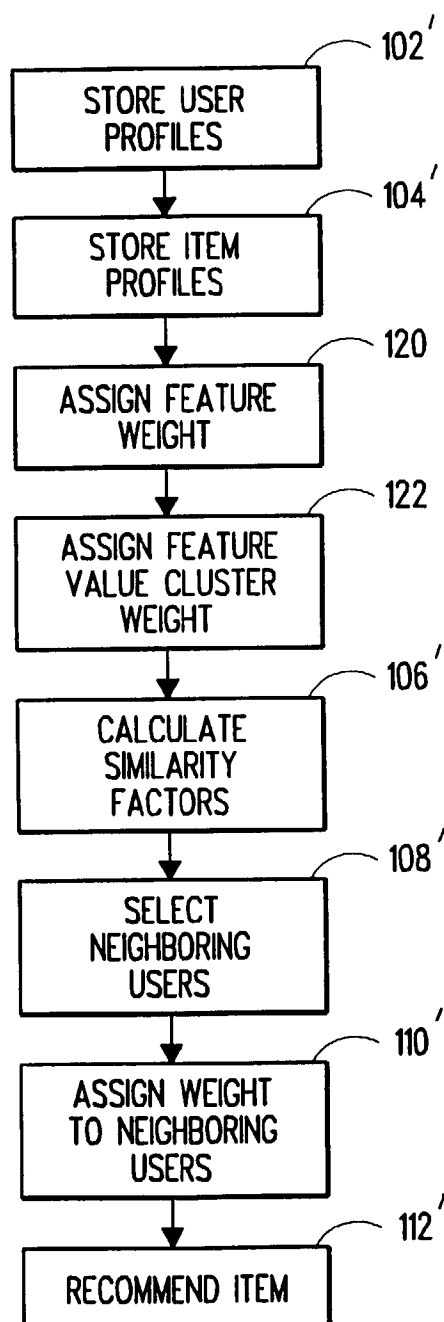 102'
STORE USER
PROFILES
104'
STORE ITEM
PROFILES
120
ASSIGN FEATURE
WEIGHT
122
ASSIGN FEATURE
VALUE CLUSTER
WEIGHT
106'
CALCULATE
SIMILARITY
FACTORS
108'
SELECT
NEIGHBORING
USERS
110'
ASSIGN WEIGHT
TO NEIGHBORING
USERS
112'
RECOMMEND ITEM